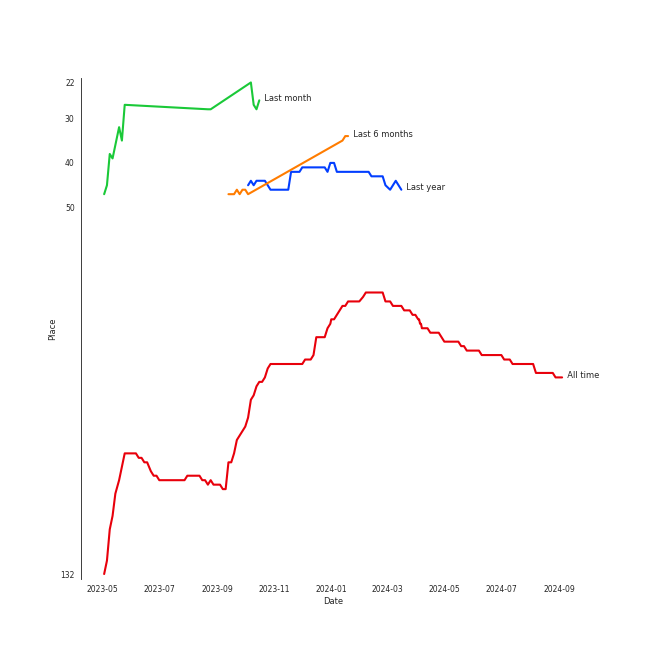 22
Last month
30
Last 6 months
40
Last year
50
Place
All time
132
2023-05 2023-07 2023-09 2023-11 2024-01 2024-03 2024-05 2024-07 2024-09
Date